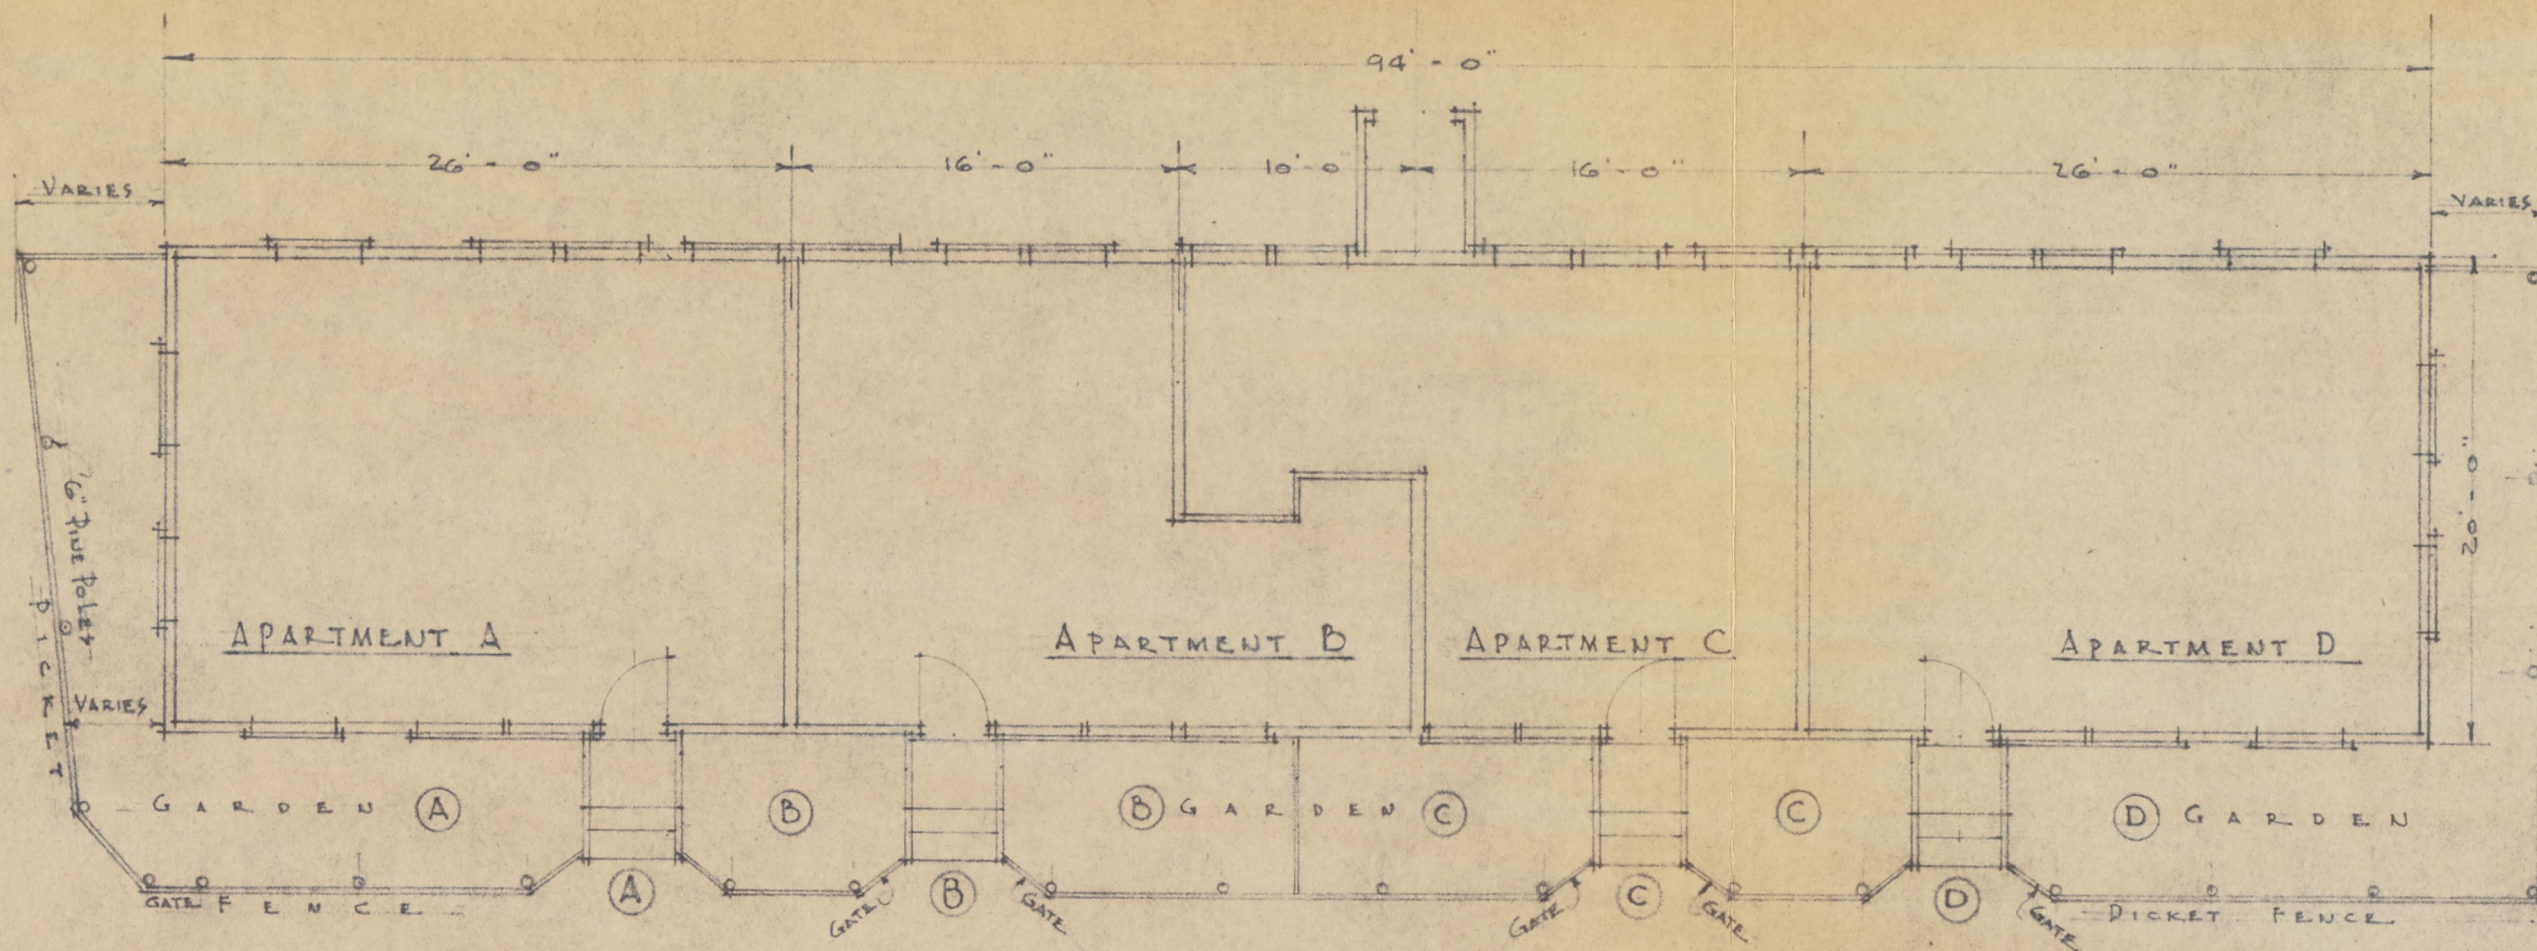 94' - 0"
26' - 0"
16' - 0"
10' - 0
16' - 0"
26' - 0"
VARIES
VARIES
6" PINE POLES
PICKET
20' - 0"
APARTMENT A
APARTMENT B
APARTMENT C
APARTMENT D
VARIES
GARDEN A
B
B GARDEN C
C
D GARDEN
GATE FENCE
A
GATE
B
GATE
GATE
C
GATE
D
GATE
PICKET FENCE